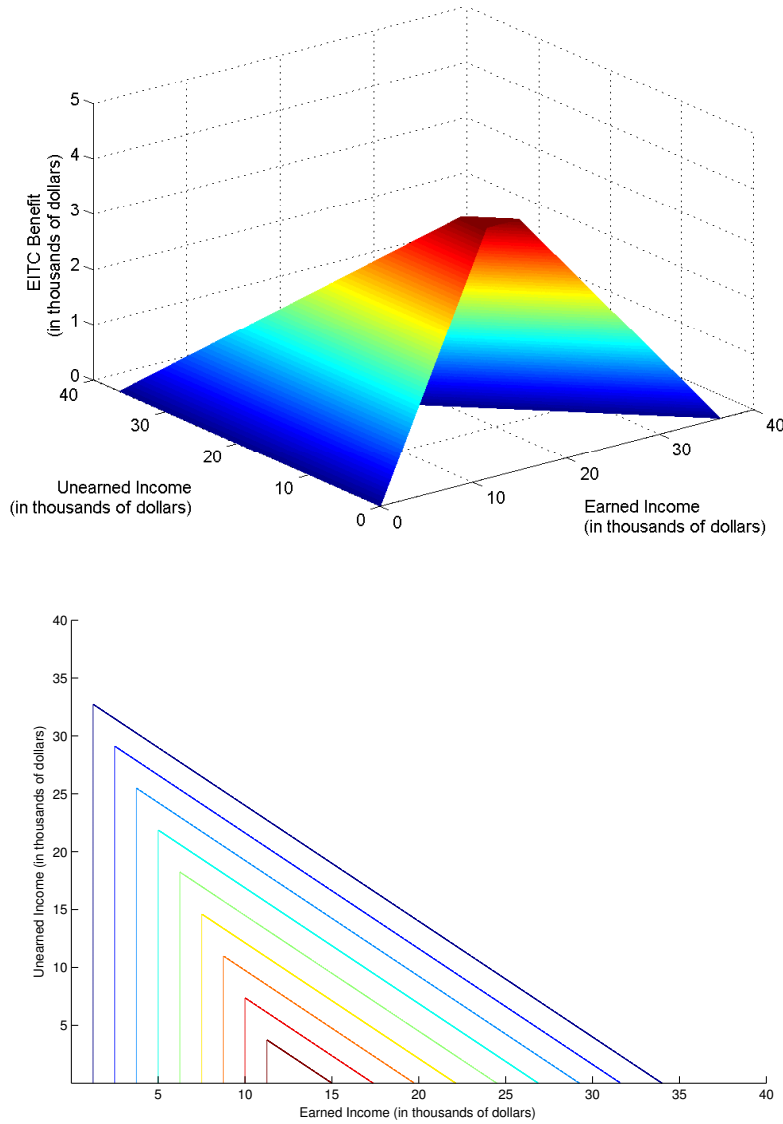 5
4
3
2
1
0
EITC Benefit
(in thousands of dollars)
40
30
20
10
0
Unearned Income
(in thousands of dollars)
0
10
20
30
40
Earned Income
(in thousands of dollars)
40
35
30
25
20
15
10
5
Unearned Income (in thousands of dollars)
5 10 15 20 25 30 35 40
Earned Income (in thousands of dollars)